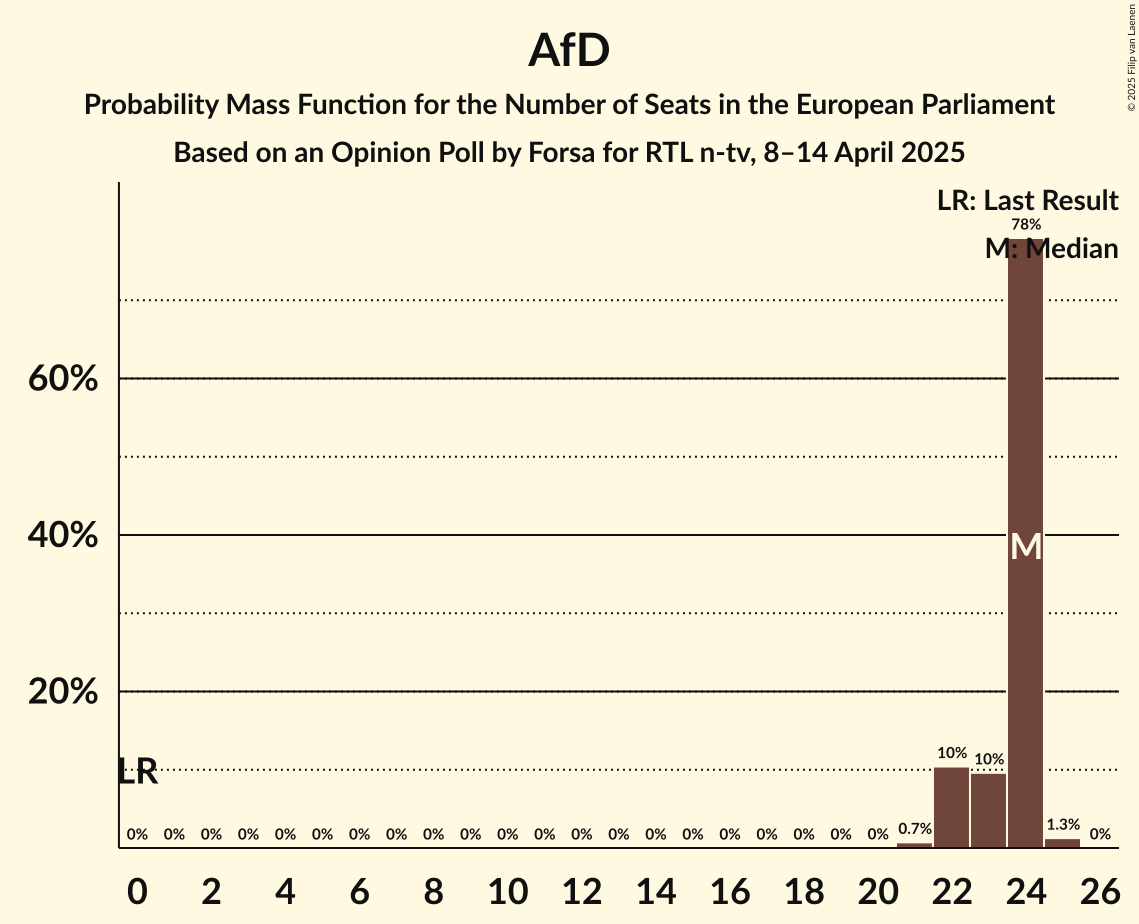 AfD
Probability Mass Function for the Number of Seats in the European Parliament
Based on an Opinion Poll by Forsa for RTL n-tv, 8–14 April 2025
© 2025 Filip van Laenen
LR: Last Result
M: Median
78%
60%
40%
20%
M
LR
0% 0% 0% 0% 0% 0% 0% 0% 0% 0% 0% 0% 0% 0% 0% 0% 0% 0% 0% 0% 0% 0.7% 10% 10% 1.3% 0%
0 2 4 6 8 10 12 14 16 18 20 22 24 26